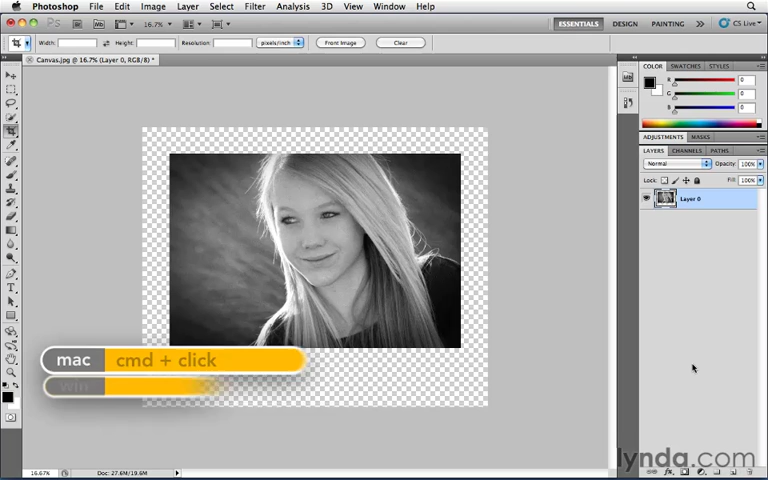 Photoshop File Edit Image Layer Select Filter Analysis 3D View Window Help
Ps 16.7% ESSENTIALS DESIGN PAINTING CS Live
Width: Height: Resolution: pixels/inch Front Image Clear
Canvas.jpg @ 16.7% (Layer 0, RGB/8) *
COLOR SWATCHES STYLES
R 0
G 0
B 0
ADJUSTMENTS MASKS
LAYERS CHANNELS PATHS
Normal Opacity: 100%
Lock: Fill: 100%
Layer 0
mac cmd + click
win
16.67% Doc: 27.6M/19.6M
lynda.com